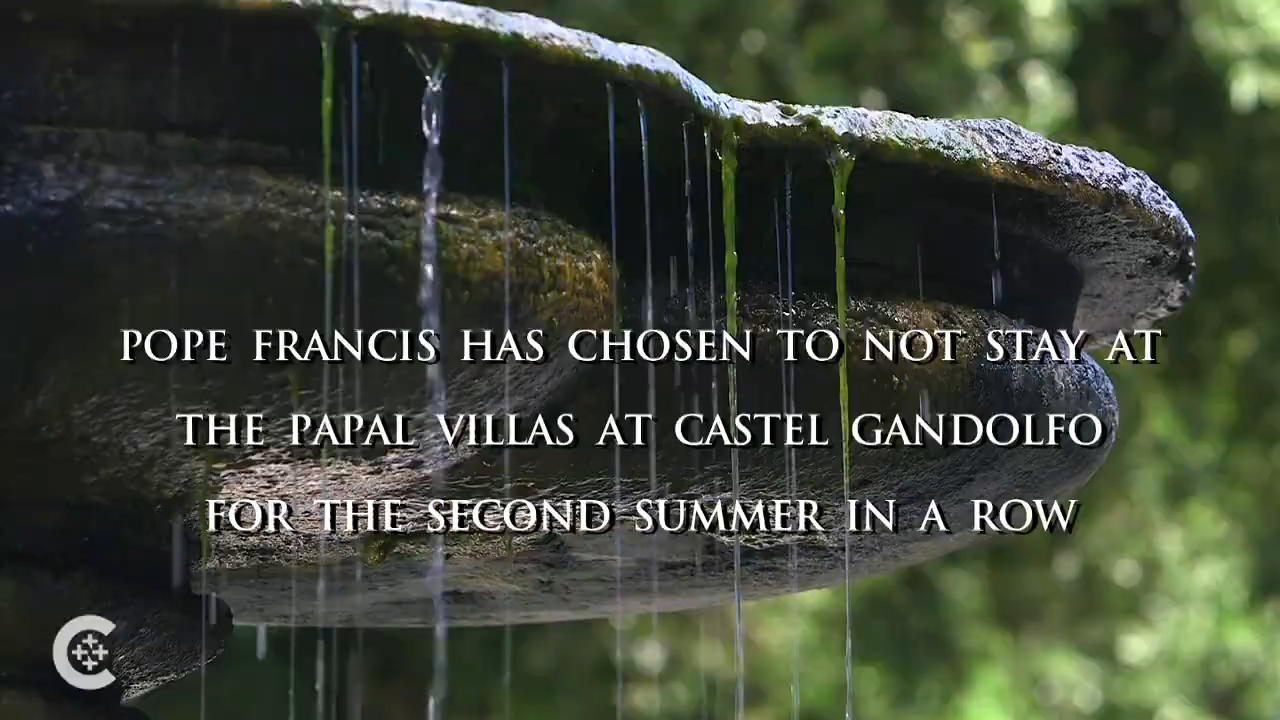 POPE FRANCIS HAS CHOSEN TO NOT STAY AT
THE PAPAL VILLAS AT CASTEL GANDOLFO
FOR THE SECOND SUMMER IN A ROW